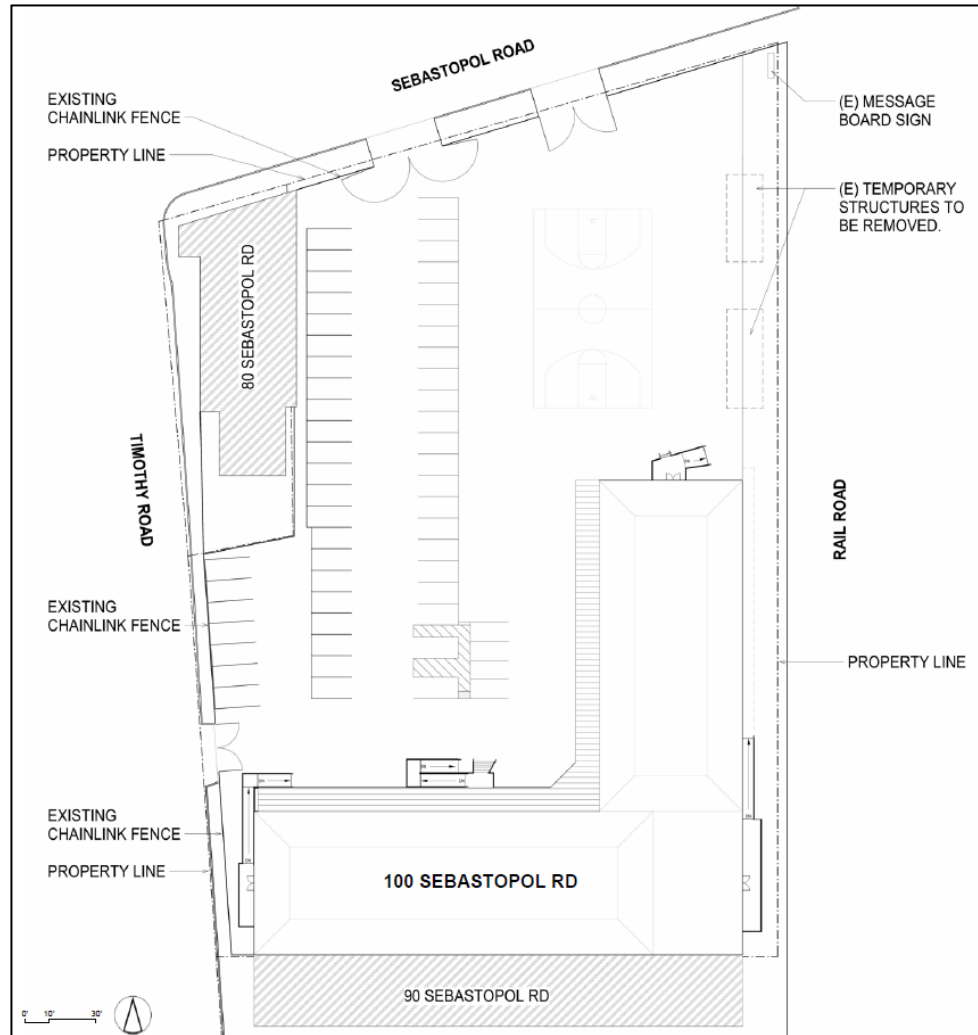 SEBASTOPOL ROAD
EXISTING
CHAINLINK FENCE
PROPERTY LINE
(E) MESSAGE
BOARD SIGN
(E) TEMPORARY
STRUCTURES TO
BE REMOVED.
80 SEBASTOPOL RD
TIMOTHY ROAD
RAIL ROAD
EXISTING
CHAINLINK FENCE
PROPERTY LINE
EXISTING
CHAINLINK FENCE
PROPERTY LINE
100 SEBASTOPOL RD
90 SEBASTOPOL RD
0' 10' 30'